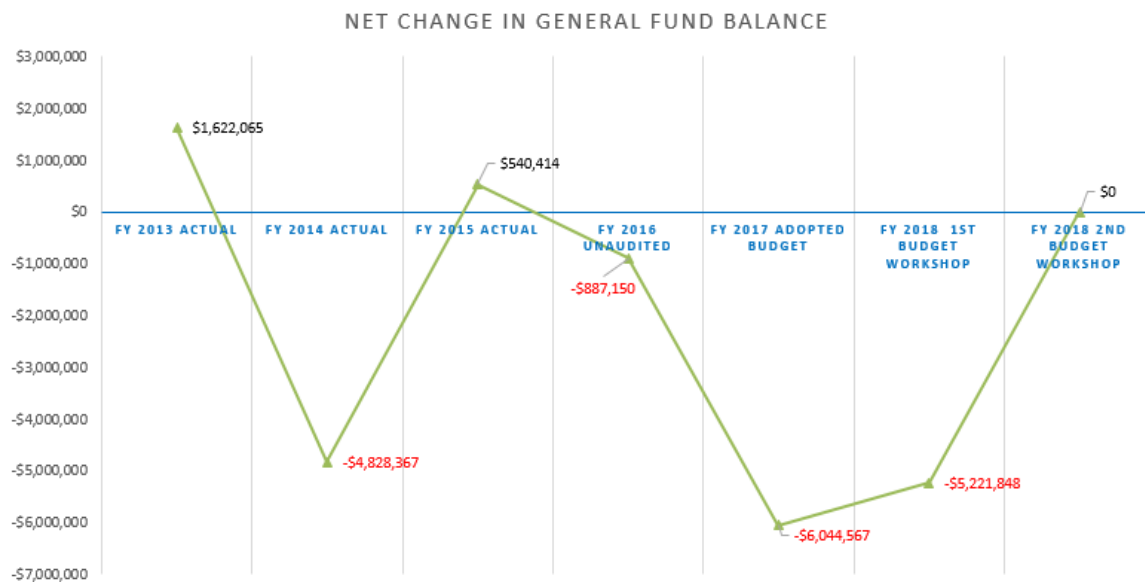 NET CHANGE IN GENERAL FUND BALANCE
$3,000,000
$2,000,000
$1,000,000
$0
-$1,000,000
-$2,000,000
-$3,000,000
-$4,000,000
-$5,000,000
-$6,000,000
-$7,000,000
$1,622,065
-$4,828,367
$540,414
-$887,150
-$6,044,567
-$5,221,848
$0
FY 2013 ACTUAL
FY 2014 ACTUAL
FY 2015 ACTUAL
FY 2016
UNAUDITED
FY 2017 ADOPTED
BUDGET
FY 2018 1ST
BUDGET
WORKSHOP
FY 2018 2ND
BUDGET
WORKSHOP